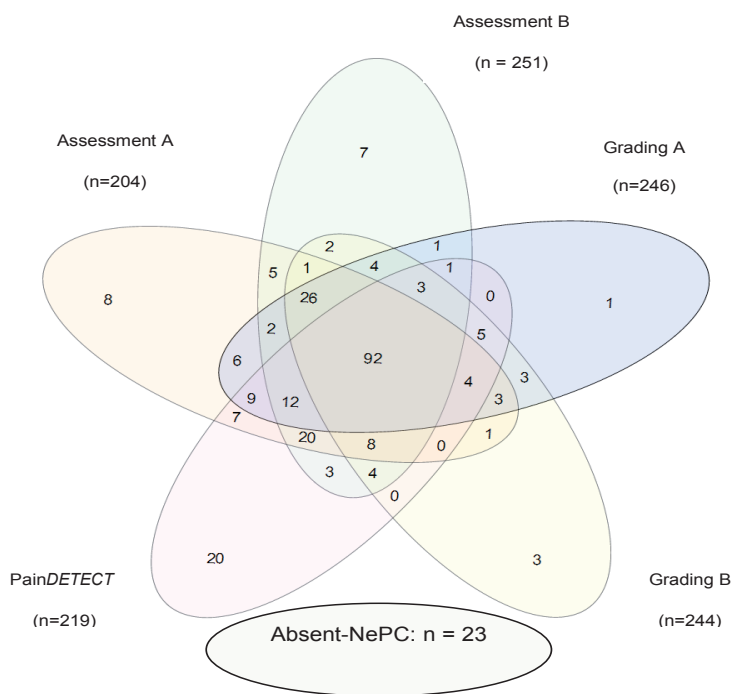 Assessment B
(n = 251)
Assessment A
(n=204)
Grading A
(n=246)
7
2
1
5
1
4
1
8
26
3
0
1
2
5
6
92
3
4
9
12
3
7
20
8
0
1
3
4
0
20
3
PainDETECT
(n=219)
Grading B
(n=244)
Absent-NePC: n = 23